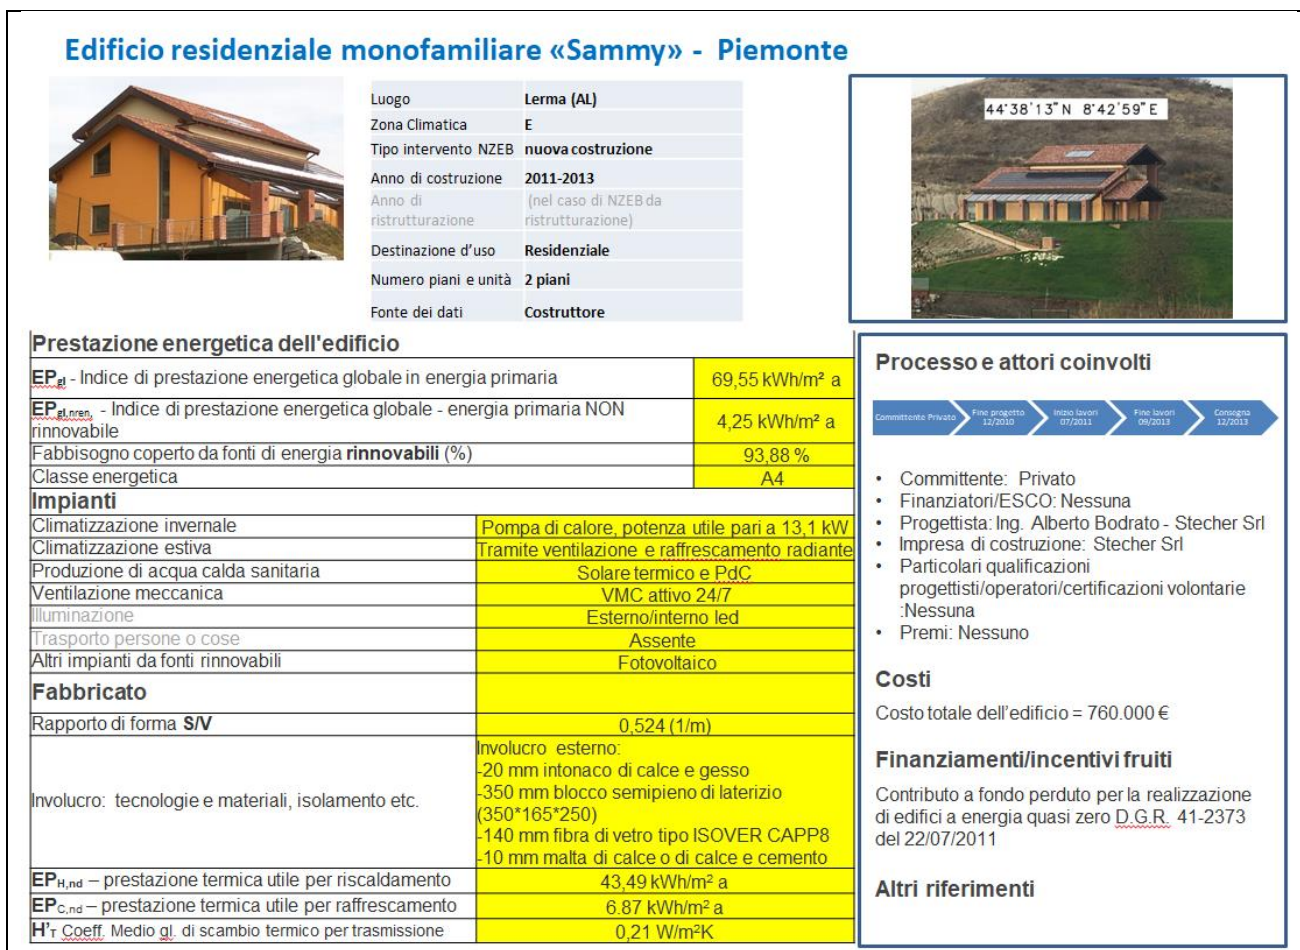 Edificio residenziale monofamiliare «Sammy» - Piemonte
Luogo Lerma (AL)
Zona Climatica E
Tipo intervento NZEB nuova costruzione
Anno di costruzione 2011-2013
Anno di (nel caso di NZEB da
ristrutturazione ristrutturazione)
Destinazione d'uso Residenziale
Numero piani e unità 2 piani
Fonte dei dati Costruttore
44°38'13"N 8°42'59"E
Prestazione energetica dell'edificio
EPgl - Indice di prestazione energetica globale in energia primaria 69,55 kWh/m² a
EPgl,nren, - Indice di prestazione energetica globale - energia primaria NON
rinnovabile 4,25 kWh/m² a
Fabbisogno coperto da fonti di energia rinnovabili (%) 93,88 %
Classe energetica A4
Impianti
Climatizzazione invernale Pompa di calore, potenza utile pari a 13,1 kW
Climatizzazione estiva Tramite ventilazione e raffrescamento radiante
Produzione di acqua calda sanitaria Solare termico e PdC
Ventilazione meccanica VMC attivo 24/7
Illuminazione Esterno/interno led
Trasporto persone o cose Assente
Altri impianti da fonti rinnovabili Fotovoltaico
Fabbricato
Rapporto di forma S/V 0,524 (1/m)
Involucro: tecnologie e materiali, isolamento etc.
Involucro esterno:
-20 mm intonaco di calce e gesso
-350 mm blocco semipieno di laterizio
(350*165*250)
-140 mm fibra di vetro tipo ISOVER CAPP8
-10 mm malta di calce o di calce e cemento
EPH,nd – prestazione termica utile per riscaldamento 43,49 kWh/m² a
EPC,nd – prestazione termica utile per raffrescamento 6.87 kWh/m² a
H'T Coeff. Medio gl. di scambio termico per trasmissione 0,21 W/m²K
Processo e attori coinvolti
Committente Privato
Fine progetto
12/2010
Inizio lavori
07/2011
Fine lavori
09/2013
Consegna
12/2013
• Committente: Privato
• Finanziatori/ESCO: Nessuna
• Progettista: Ing. Alberto Bodrato - Stecher Srl
• Impresa di costruzione: Stecher Srl
• Particolari qualificazioni
progettisti/operatori/certificazioni volontarie
:Nessuna
• Premi: Nessuno
Costi
Costo totale dell'edificio = 760.000 €
Finanziamenti/incentivi fruiti
Contributo a fondo perduto per la realizzazione
di edifici a energia quasi zero D.G.R. 41-2373
del 22/07/2011
Altri riferimenti